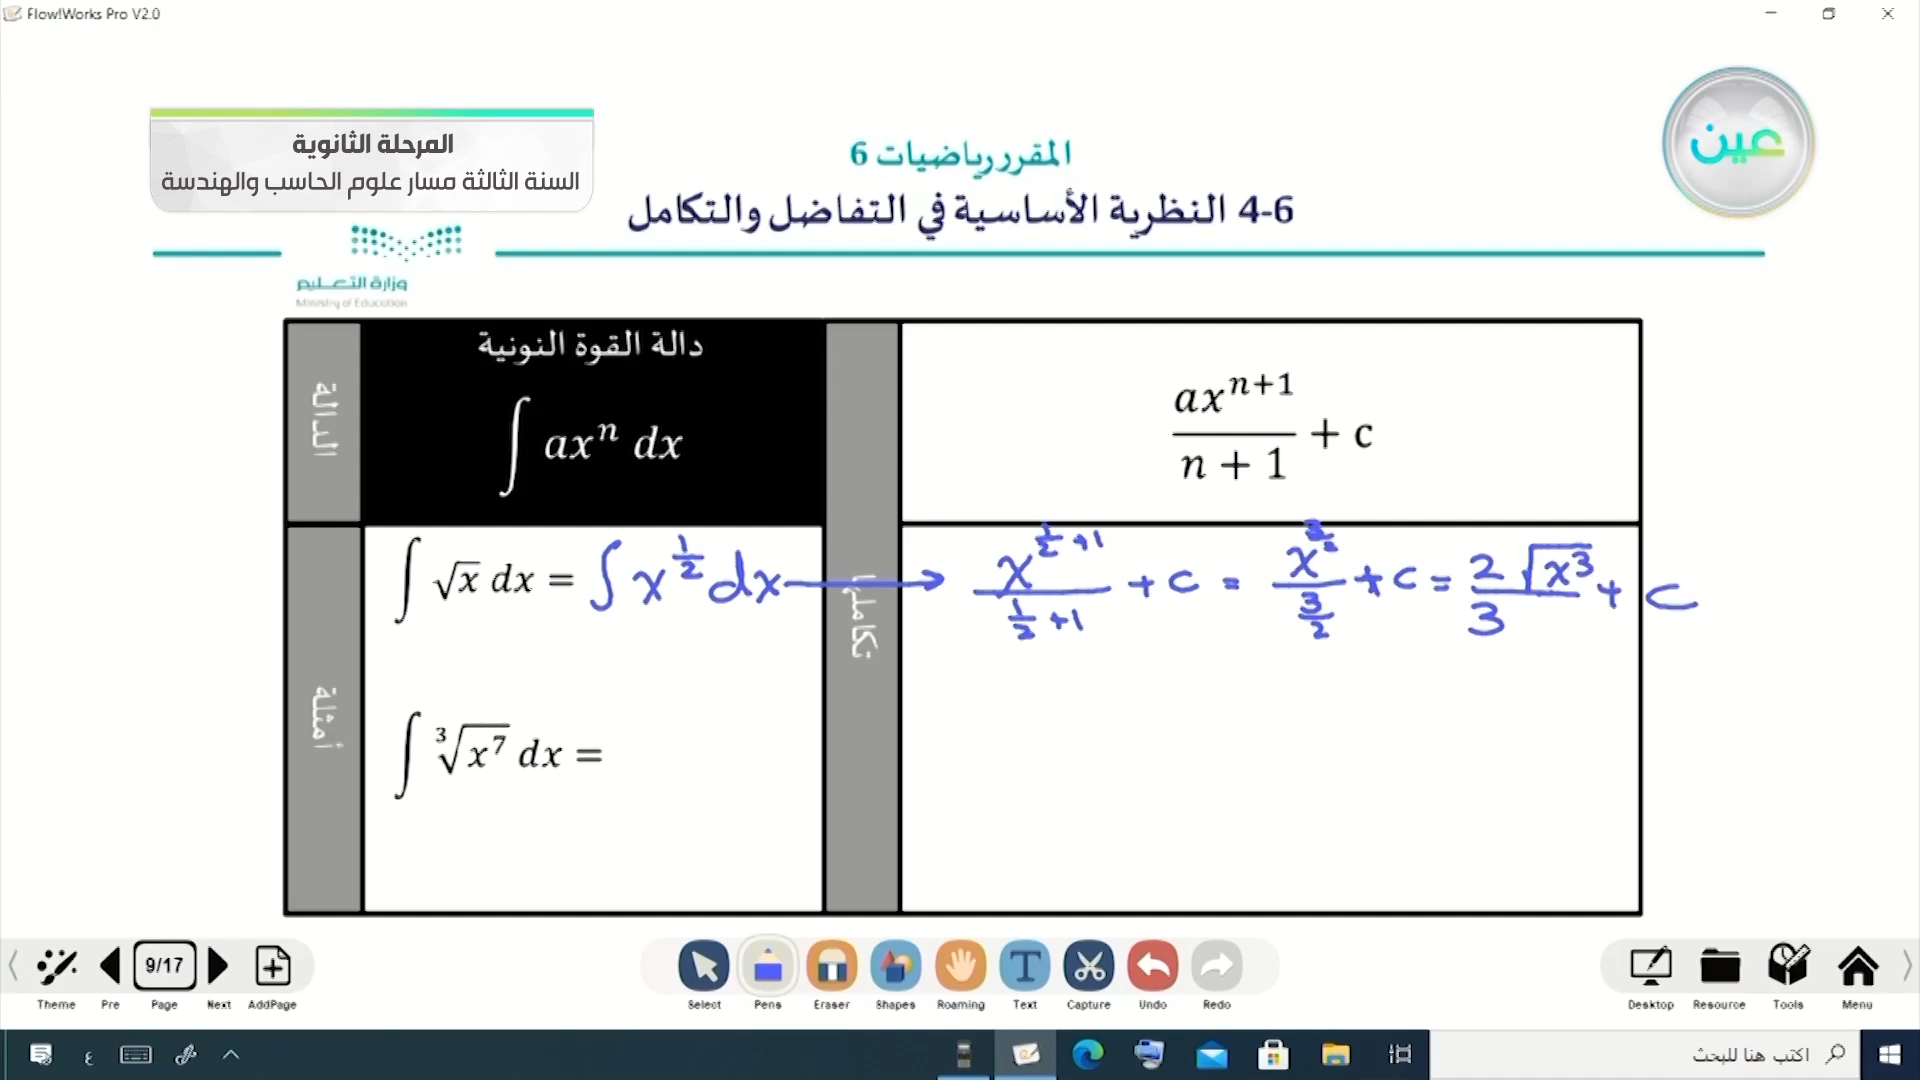 Flow!Works Pro V2.0
المرحلة الثانوية
السنة الثالثة مسار علوم الحاسب والهندسة
عين
المقرر رياضيات 6
4-6 النظرية الأساسية في التفاضل والتكامل
وزارة التعليم
Ministry of Education
الدالة
دالة القوة النونية
∫ axⁿ dx
تكاملها
ax^{n+1} / (n + 1) + c
أمثلة
∫ √x dx = ∫ x^{1/2} dx → x^{1/2 + 1} / (1/2 + 1) + c = x^{3/2} / (3/2) + c = 2√x³ / 3 + c
∫ ³√x⁷ dx =
Theme Pre 9/17 Page Next AddPage Select Pens Eraser Shapes Roaming Text Capture Undo Redo Desktop Resource Tools Menu
ع
اكتب هنا للبحث